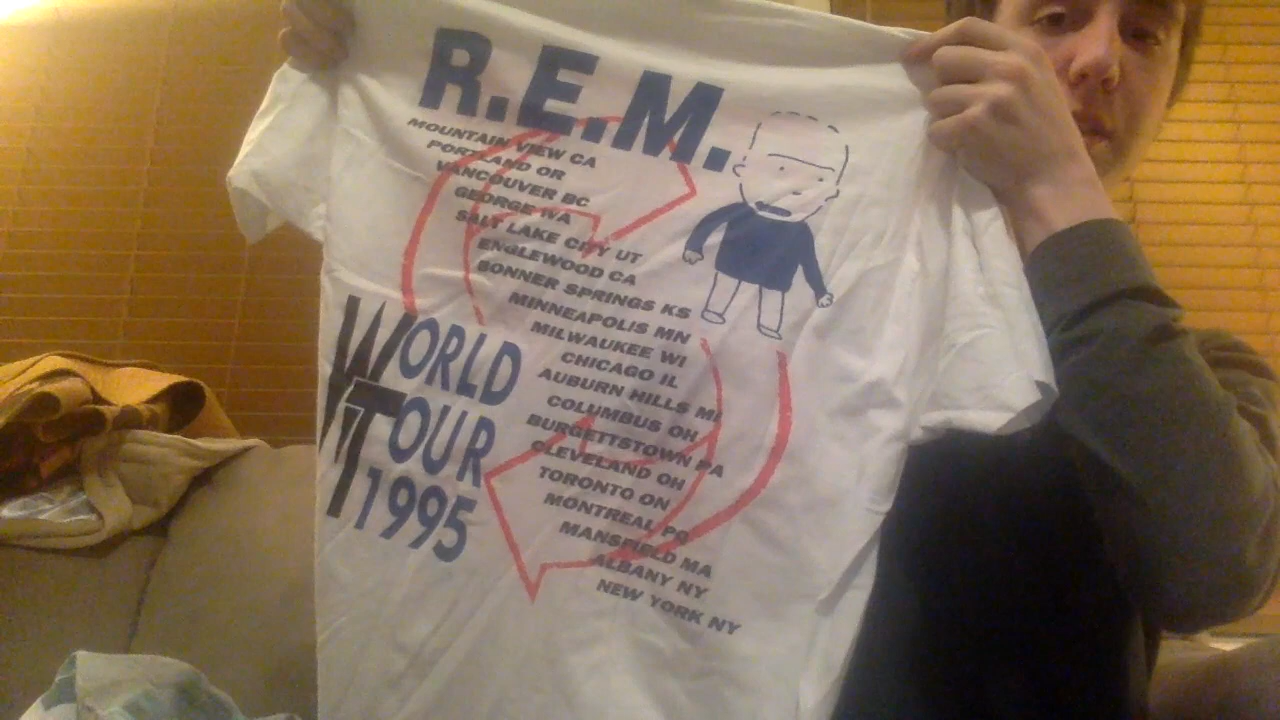 R.E.M.
MOUNTAIN VIEW CA
PORTLAND OR
VANCOUVER BC
GEORGE WA
SALT LAKE CITY UT
ENGLEWOOD CA
BONNER SPRINGS KS
MINNEAPOLIS MN
MILWAUKEE WI
CHICAGO IL
AUBURN HILLS MI
COLUMBUS OH
BURGETTSTOWN PA
CLEVELAND OH
TORONTO ON
MONTREAL PQ
MANSFIELD MA
ALBANY NY
NEW YORK NY
WORLD
TOUR
1995